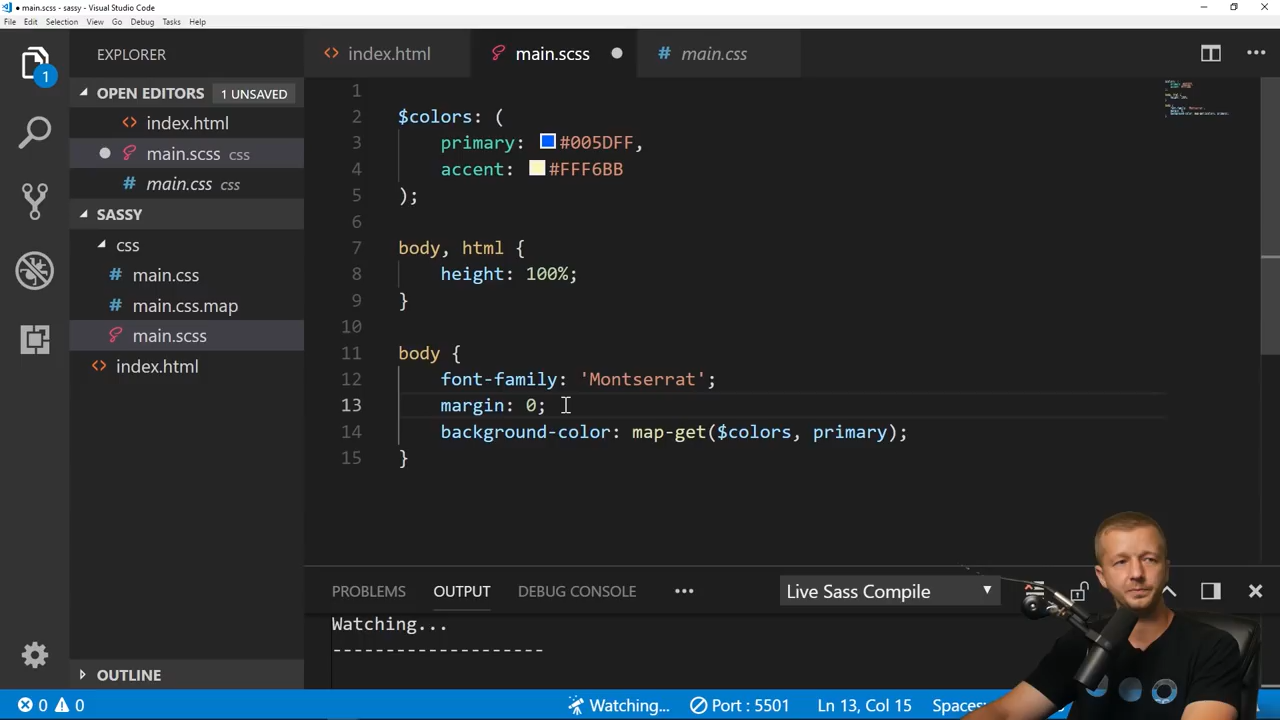 ● main.scss - sassy - Visual Studio Code
File Edit Selection View Go Debug Tasks Help
EXPLORER
index.html
main.scss
main.css
1
OPEN EDITORS 1 UNSAVED
index.html
main.scss css
main.css css
SASSY
css
main.css
main.css.map
main.scss
index.html
OUTLINE
1
2 $colors: (
3 primary: #005DFF,
4 accent: #FFF6BB
5 );
6
7 body, html {
8 height: 100%;
9 }
10
11 body {
12 font-family: 'Montserrat';
13 margin: 0;
14 background-color: map-get($colors, primary);
15 }
PROBLEMS OUTPUT DEBUG CONSOLE ••• Live Sass Compile
Watching...
--------------------
0 0 Watching... Port : 5501 Ln 13, Col 15 Spaces: